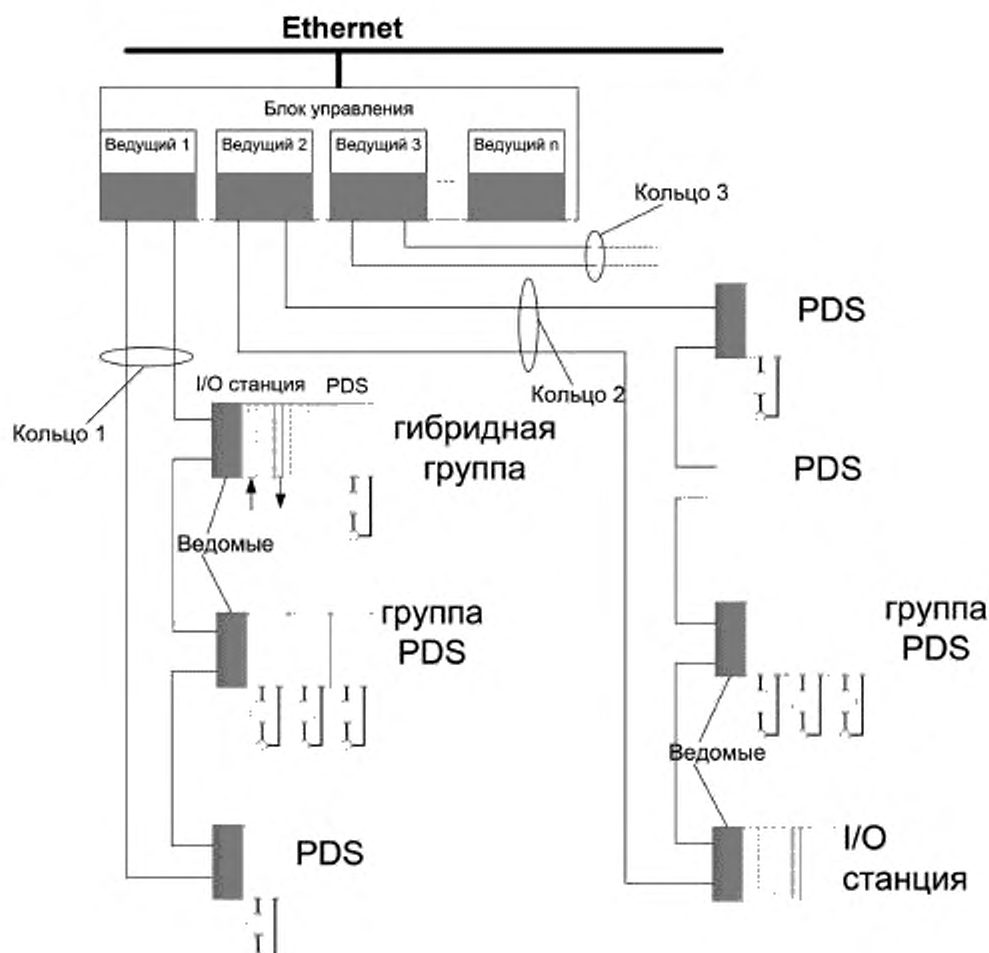 Ethernet
Блок управления
Ведущий 1
Ведущий 2
Ведущий 3
Ведущий n
Кольцо 3
PDS
Кольцо 2
I/O станция
PDS
Кольцо 1
гибридная
группа
PDS
Ведомые
группа
PDS
группа
PDS
Ведомые
PDS
I/O
станция